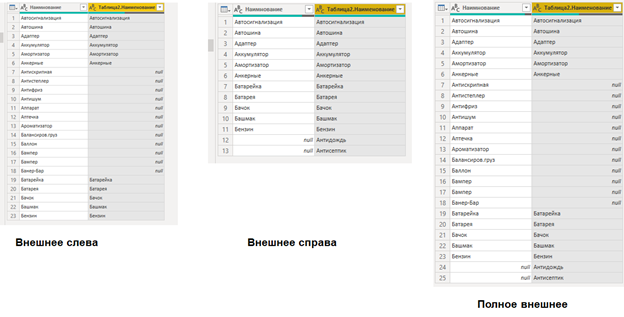 Наименование Таблица2.Наименование
1 Автосигнализация Автосигнализация
2 Автошина Автошина
3 Адаптер Адаптер
4 Аккумулятор Аккумулятор
5 Амортизатор Амортизатор
6 Анкерные Анкерные
7 Антискрипная null
8 Антистеплер null
9 Антифриз null
10 Антишум null
11 Аппарат null
12 Аптечка null
13 Ароматизатор null
14 Балансиров.груз null
15 Баллон null
16 Бампер null
17 Бампер null
18 Банер-Бар null
19 Батарейка Батарейка
20 Батарея Батарея
21 Бачок Бачок
22 Башмак Башмак
23 Бензин Бензин
Внешнее слева
Наименование Таблица2.Наименование
1 Автосигнализация Автосигнализация
2 Автошина Автошина
3 Адаптер Адаптер
4 Аккумулятор Аккумулятор
5 Амортизатор Амортизатор
6 Анкерные Анкерные
7 Батарейка Батарейка
8 Батарея Батарея
9 Бачок Бачок
10 Башмак Башмак
11 Бензин Бензин
12 null Антидождь
13 null Антисептик
Внешнее справа
Наименование Таблица2.Наименование
1 Автосигнализация Автосигнализация
2 Автошина Автошина
3 Адаптер Адаптер
4 Аккумулятор Аккумулятор
5 Амортизатор Амортизатор
6 Анкерные Анкерные
7 Антискрипная null
8 Антистеплер null
9 Антифриз null
10 Антишум null
11 Аппарат null
12 Аптечка null
13 Ароматизатор null
14 Балансиров.груз null
15 Баллон null
16 Бампер null
17 Бампер null
18 Банер-Бар null
19 Батарейка Батарейка
20 Батарея Батарея
21 Бачок Бачок
22 Башмак Башмак
23 Бензин Бензин
24 null Антидождь
25 null Антисептик
Полное внешнее